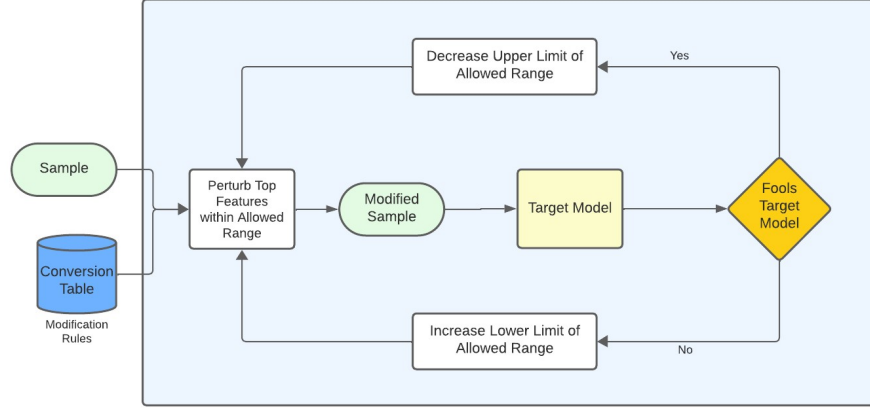 Decrease Upper Limit of
Allowed Range
Yes
Sample
Perturb Top
Features
within Allowed
Range
Modified
Sample
Target Model
Fools
Target
Model
Conversion
Table
Modification
Rules
Increase Lower Limit of
Allowed Range
No